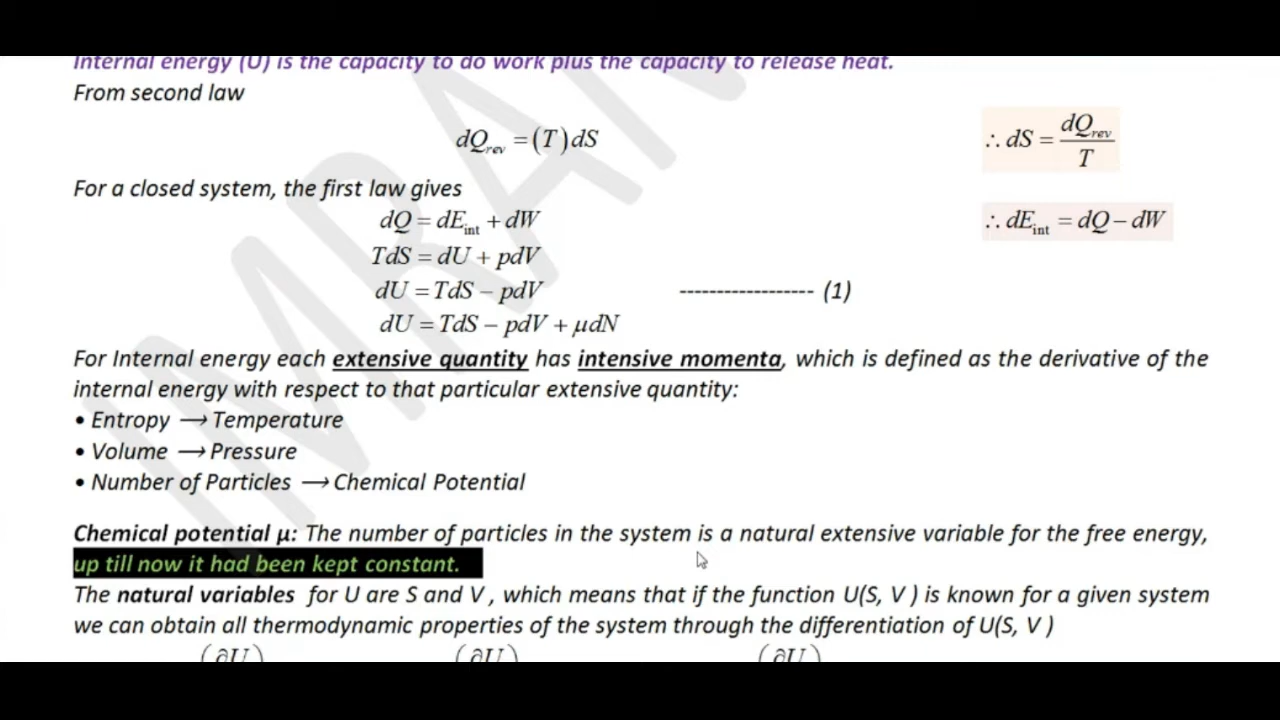 Internal energy (U) is the capacity to do work plus the capacity to release heat.
From second law
dQ_rev = (T) dS
∴ dS = dQ_rev / T
For a closed system, the first law gives
dQ = dE_int + dW
∴ dE_int = dQ − dW
TdS = dU + pdV
dU = TdS − pdV ------------------ (1)
dU = TdS − pdV + μdN
For Internal energy each extensive quantity has intensive momenta, which is defined as the derivative of the
internal energy with respect to that particular extensive quantity:
• Entropy → Temperature
• Volume → Pressure
• Number of Particles → Chemical Potential
Chemical potential μ: The number of particles in the system is a natural extensive variable for the free energy,
up till now it had been kept constant.
The natural variables for U are S and V , which means that if the function U(S, V ) is known for a given system
we can obtain all thermodynamic properties of the system through the differentiation of U(S, V )
(∂U) (∂U) (∂U)
IMRAN